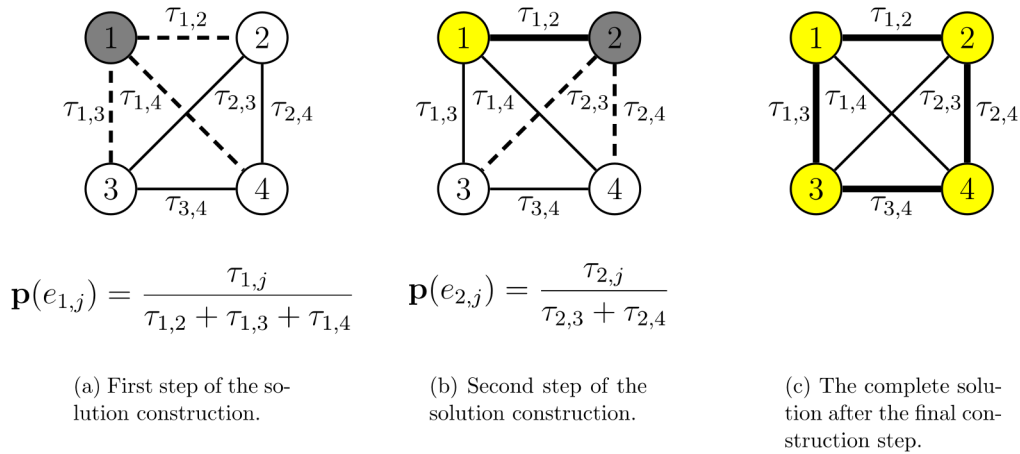 τ1,2
1
2
τ1,3
τ1,4
τ2,3
τ2,4
3
4
τ3,4
p(e1,j) = τ1,j / (τ1,2 + τ1,3 + τ1,4)
(a) First step of the so-
lution construction.
τ1,2
1
2
τ1,3
τ1,4
τ2,3
τ2,4
3
4
τ3,4
p(e2,j) = τ2,j / (τ2,3 + τ2,4)
(b) Second step of the
solution construction.
τ1,2
1
2
τ1,3
τ1,4
τ2,3
τ2,4
3
4
τ3,4
(c) The complete solu-
tion after the final con-
struction step.